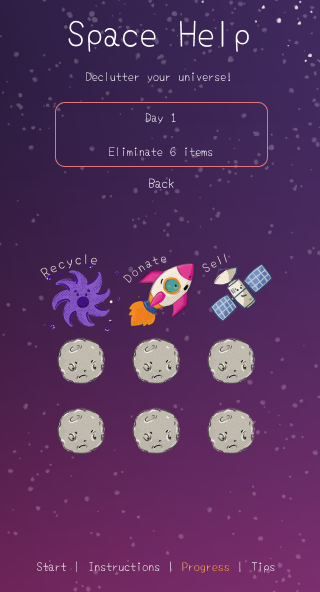 Space Help
Declutter your universe!
Day 1
Eliminate 6 items
Back
Recycle
Donate
Sell
Start | Instructions | Progress | Tips